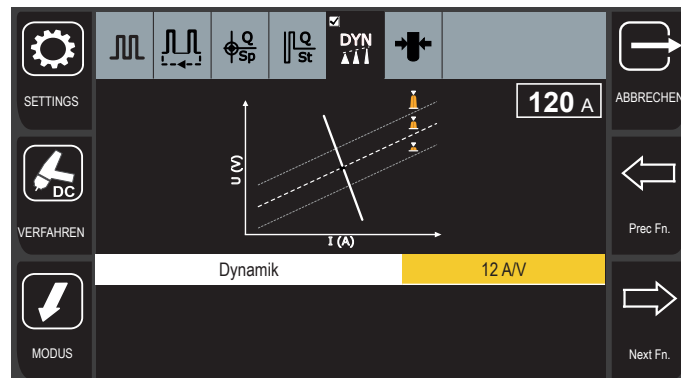 SETTINGS
DC
VERFAHREN
MODUS
Q
Sp
Q
St
DYN
120 A
U (V)
I (A)
Dynamik
12 A/V
ABBRECHEN
Prec Fn.
Next Fn.